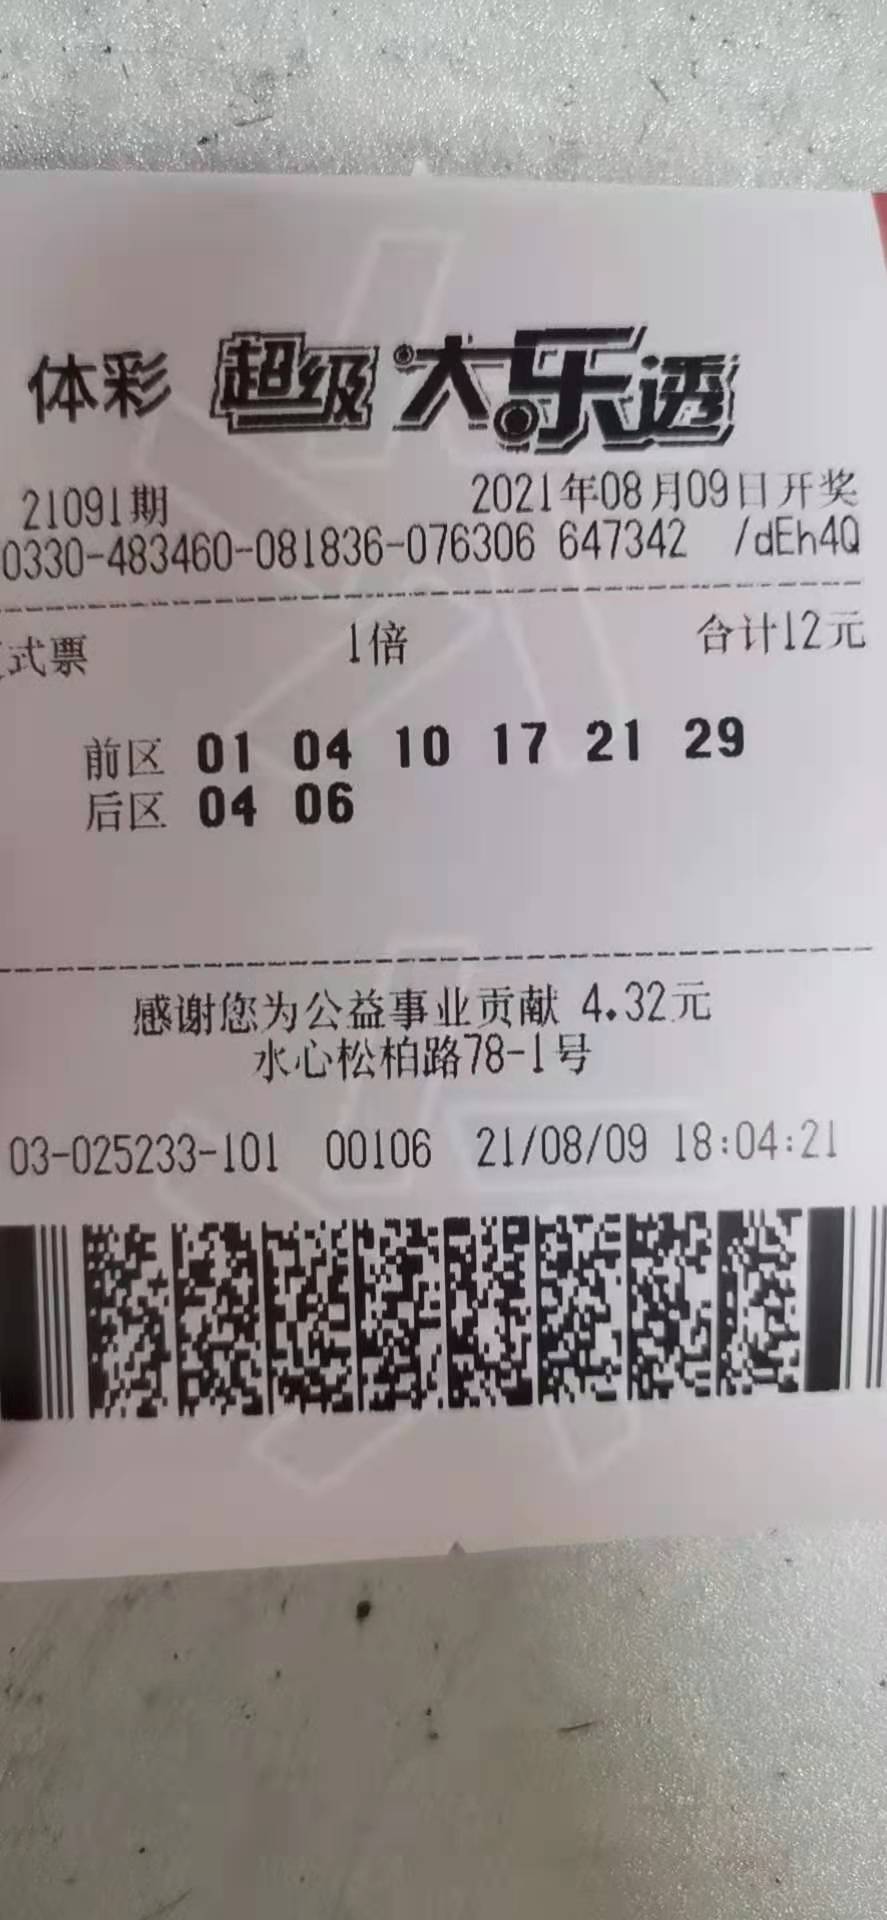 体彩 超级大乐透
21091期 2021年08月09日开奖
0330-483460-081836-076306 647342 /dEh4Q
式票 1倍 合计12元
前区 01 04 10 17 21 29
后区 04 06
感谢您为公益事业贡献 4.32元
水心松柏路78-1号
03-025233-101 00106 21/08/09 18:04:21